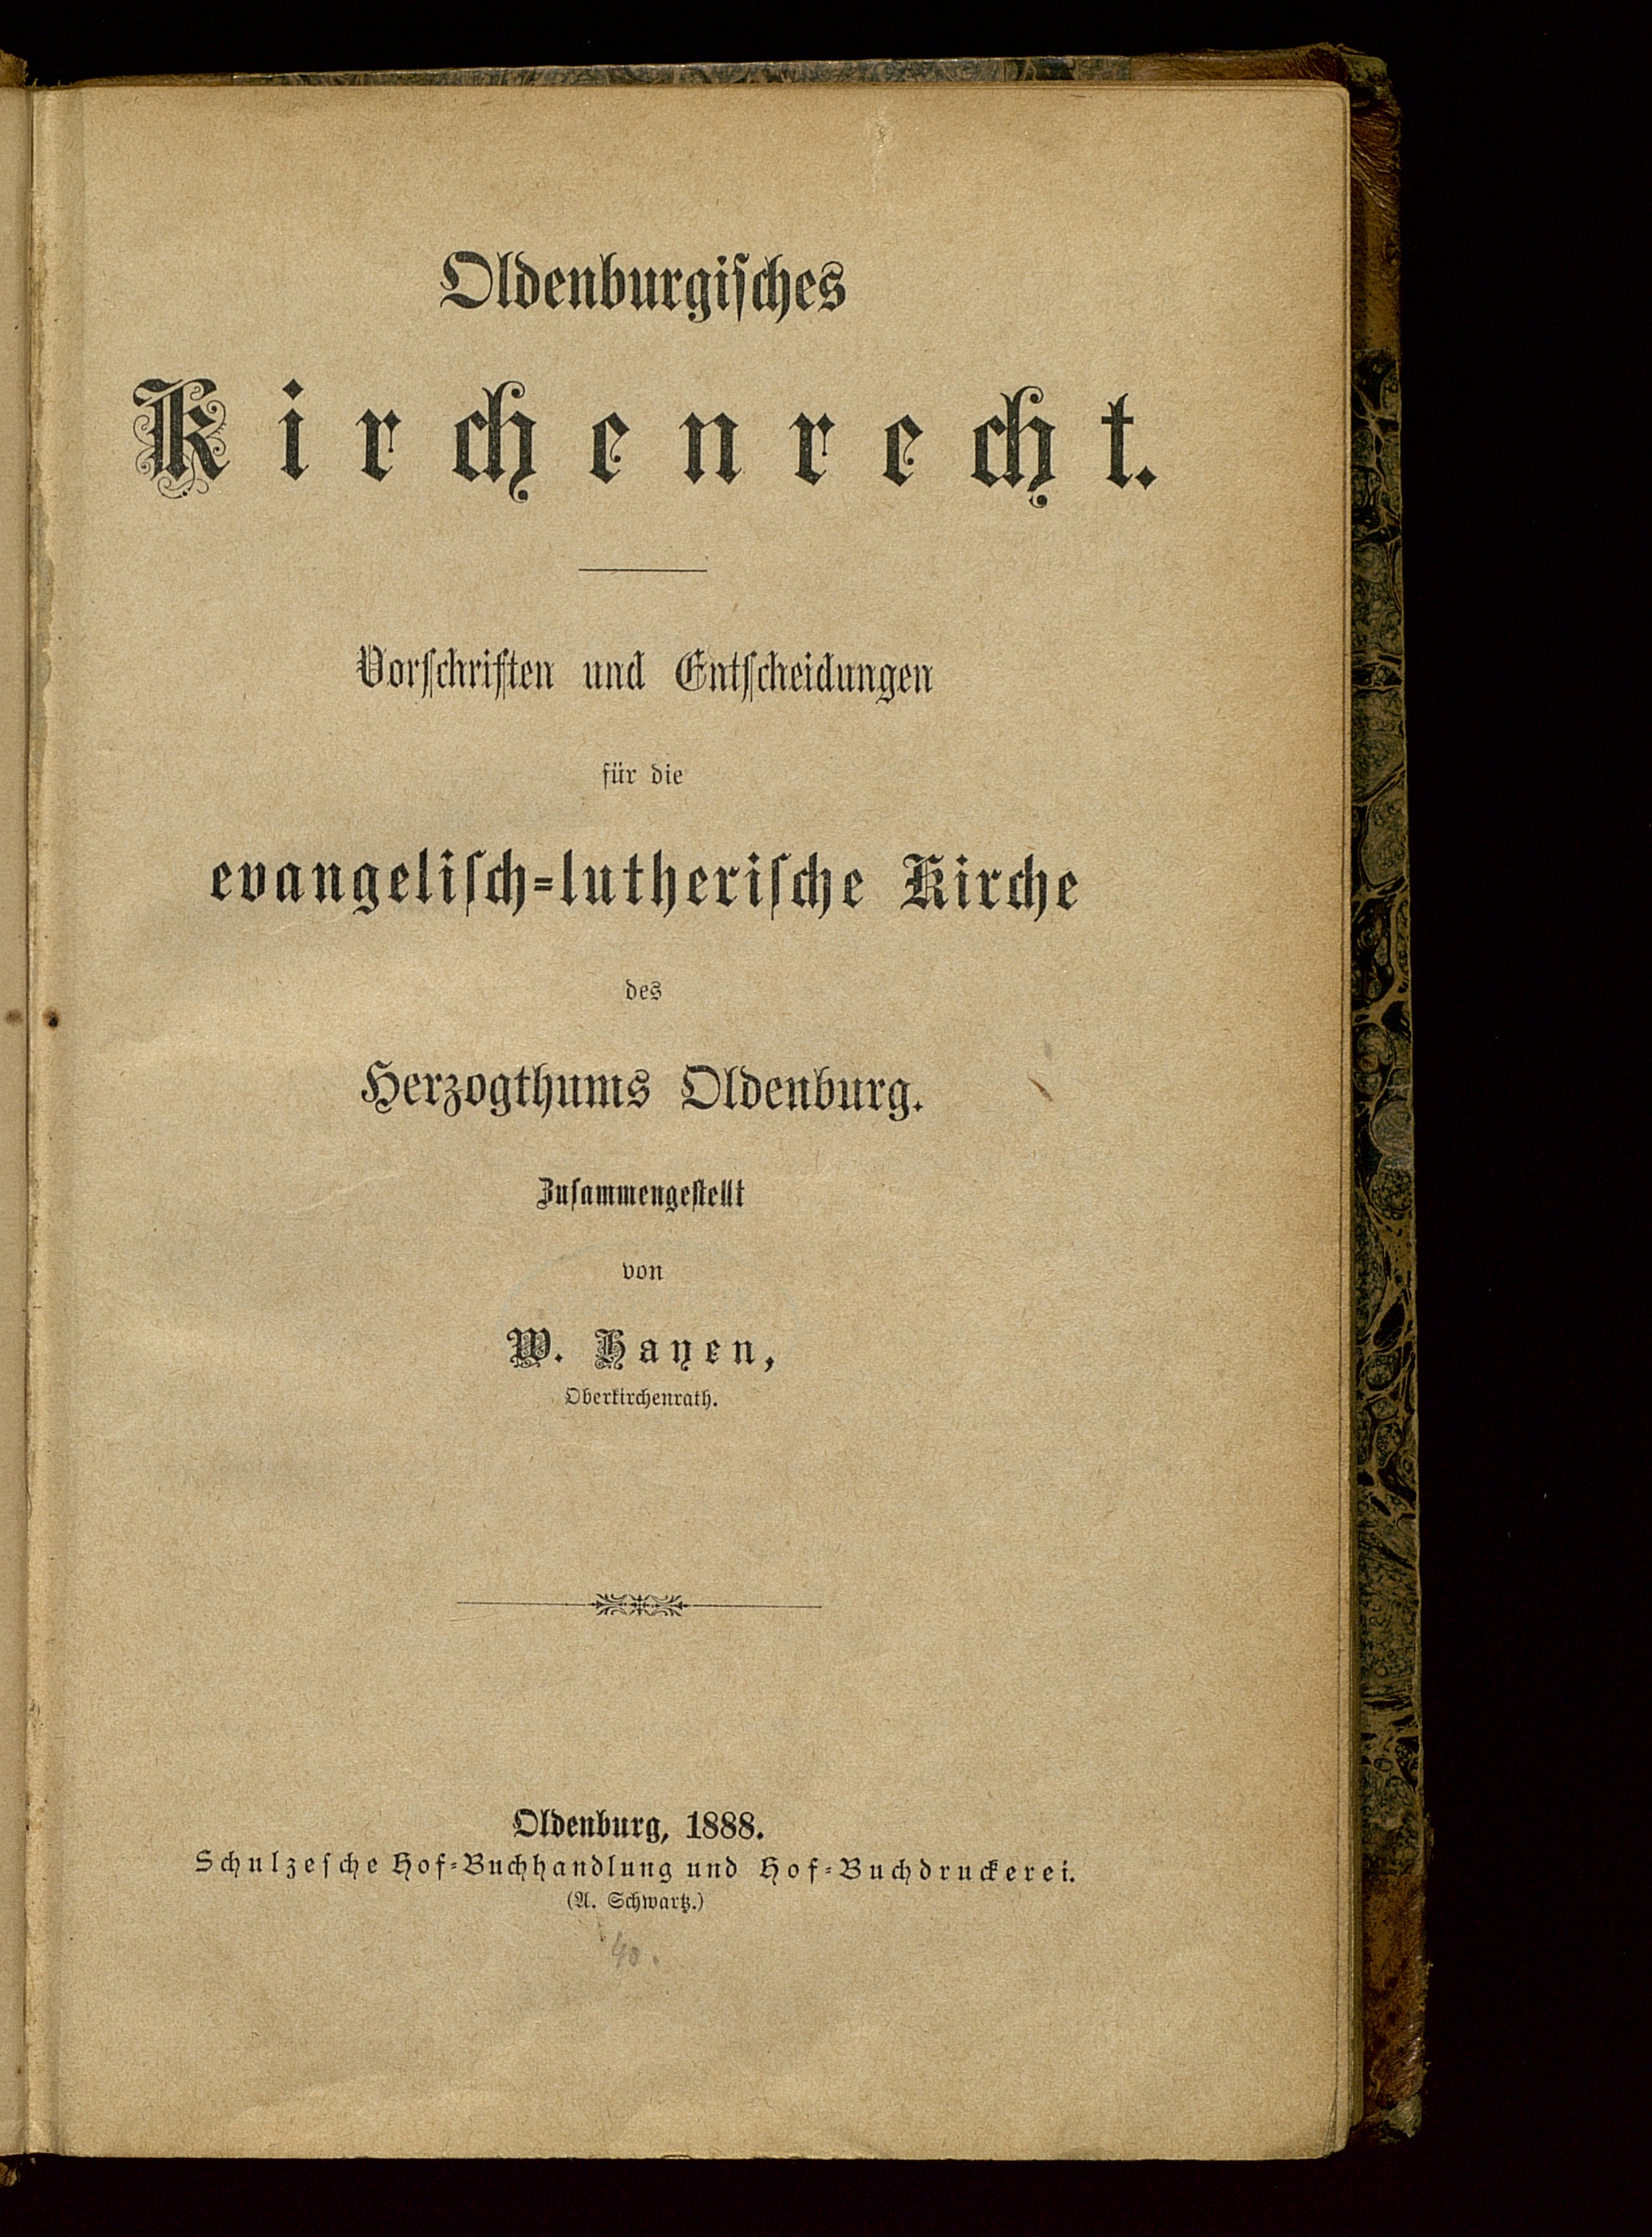 Oldenburgiſches
Kirchenrecht.
Vorſchriften und Entſcheidungen
für die
evangeliſch=lutheriſche Kirche
des
Herzogthums Oldenburg.
Zuſammengeſtellt
von
W. Hayen,
Oberkirchenrath.
Oldenburg, 1888.
Schulzeſche Hof=Buchhandlung und Hof=Buchdruckerei.
(A. Schwartz.)
40.